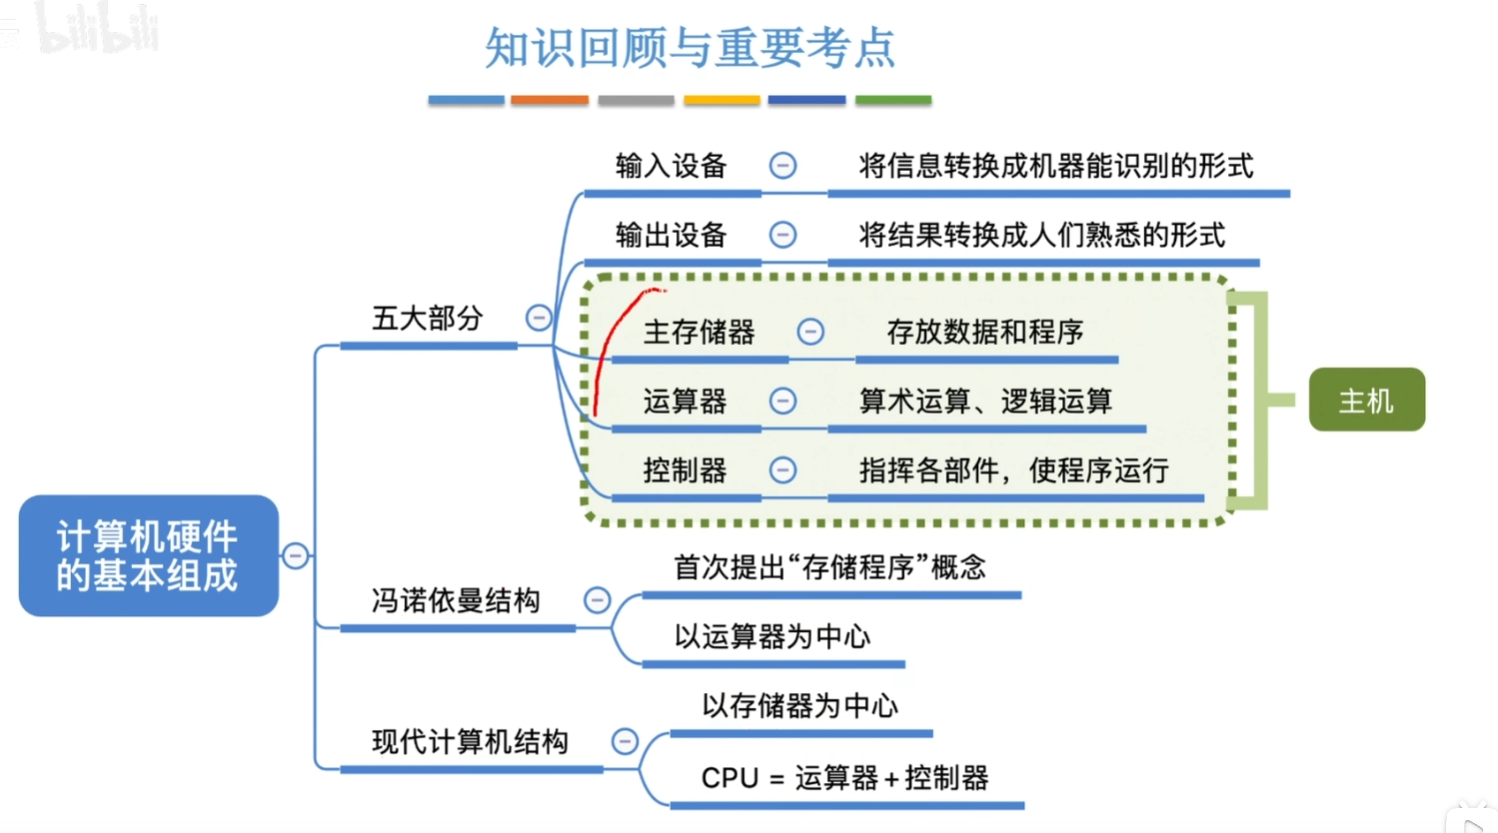 bilibili
知识回顾与重要考点
输入设备
将信息转换成机器能识别的形式
输出设备
将结果转换成人们熟悉的形式
五大部分
主存储器
存放数据和程序
运算器
算术运算、逻辑运算
控制器
指挥各部件，使程序运行
主机
计算机硬件
的基本组成
冯诺依曼结构
首次提出“存储程序”概念
以运算器为中心
现代计算机结构
以存储器为中心
CPU = 运算器+控制器